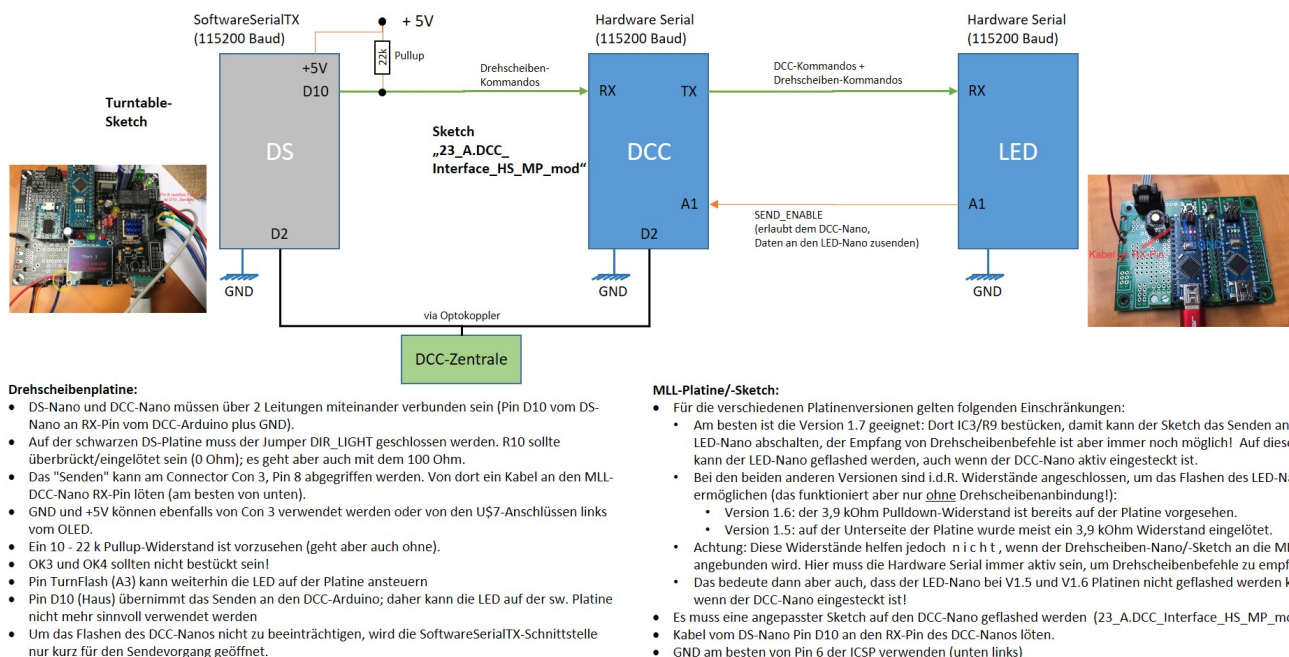 SoftwareSerialTX
(115200 Baud)
+ 5V
22k
Pullup
Hardware Serial
(115200 Baud)
Hardware Serial
(115200 Baud)
+5V
D10
Drehscheiben-
Kommandos
RX
TX
DCC-Kommandos +
Drehscheiben-Kommandos
RX
Turntable-
Sketch
DS
Sketch
„23_A.DCC_
Interface_HS_MP_mod“
DCC
LED
A1
SEND_ENABLE
(erlaubt dem DCC-Nano,
Daten an den LED-Nano zusenden)
A1
D2
D2
Kabel
RX-Pin
GND
GND
GND
GND
via Optokoppler
DCC-Zentrale
Drehscheibenplatine:
• DS-Nano und DCC-Nano müssen über 2 Leitungen miteinander verbunden sein (Pin D10 vom DS-
Nano an RX-Pin vom DCC-Arduino plus GND).
• Auf der schwarzen DS-Platine muss der Jumper DIR_LIGHT geschlossen werden. R10 sollte
überbrückt/eingelötet sein (0 Ohm); es geht aber auch mit dem 100 Ohm.
• Das "Senden" kann am Connector Con 3, Pin 8 abgegriffen werden. Von dort ein Kabel an den MLL-
DCC-Nano RX-Pin löten (am besten von unten).
• GND und +5V können ebenfalls von Con 3 verwendet werden oder von den U$7-Anschlüssen links
vom OLED.
• Ein 10 - 22 k Pullup-Widerstand ist vorzusehen (geht aber auch ohne).
• OK3 und OK4 sollten nicht bestückt sein!
• Pin TurnFlash (A3) kann weiterhin die LED auf der Platine ansteuern
• Pin D10 (Haus) übernimmt das Senden an den DCC-Arduino; daher kann die LED auf der sw. Platine
nicht mehr sinnvoll verwendet werden
• Um das Flashen des DCC-Nanos nicht zu beeinträchtigen, wird die SoftwareSerialTX-Schnittstelle
nur kurz für den Sendevorgang geöffnet.
MLL-Platine/-Sketch:
• Für die verschiedenen Platinenversionen gelten folgenden Einschränkungen:
• Am besten ist die Version 1.7 geeignet: Dort IC3/R9 bestücken, damit kann der Sketch das Senden an
LED-Nano abschalten, der Empfang von Drehscheibenbefehle ist aber immer noch möglich! Auf diese
kann der LED-Nano geflashed werden, auch wenn der DCC-Nano aktiv eingesteckt ist.
• Bei den beiden anderen Versionen sind i.d.R. Widerstände angeschlossen, um das Flashen des LED-Na
ermöglichen (das funktioniert aber nur ohne Drehscheibenanbindung!):
• Version 1.6: der 3,9 kOhm Pulldown-Widerstand ist bereits auf der Platine vorgesehen.
• Version 1.5: auf der Unterseite der Platine wurde meist ein 3,9 kOhm Widerstand eingelötet.
• Achtung: Diese Widerstände helfen jedoch n i c h t , wenn der Drehscheiben-Nano/-Sketch an die ML
angebunden wird. Hier muss die Hardware Serial immer aktiv sein, um Drehscheibenbefehle zu empf
• Das bedeute dann aber auch, dass der LED-Nano bei V1.5 und V1.6 Platinen nicht geflashed werden k
wenn der DCC-Nano eingesteckt ist!
• Es muss eine angepasster Sketch auf den DCC-Nano geflashed werden (23_A.DCC_Interface_HS_MP_mo
• Kabel vom DS-Nano Pin D10 an den RX-Pin des DCC-Nanos löten.
• GND am besten von Pin 6 der ICSP verwenden (unten links)